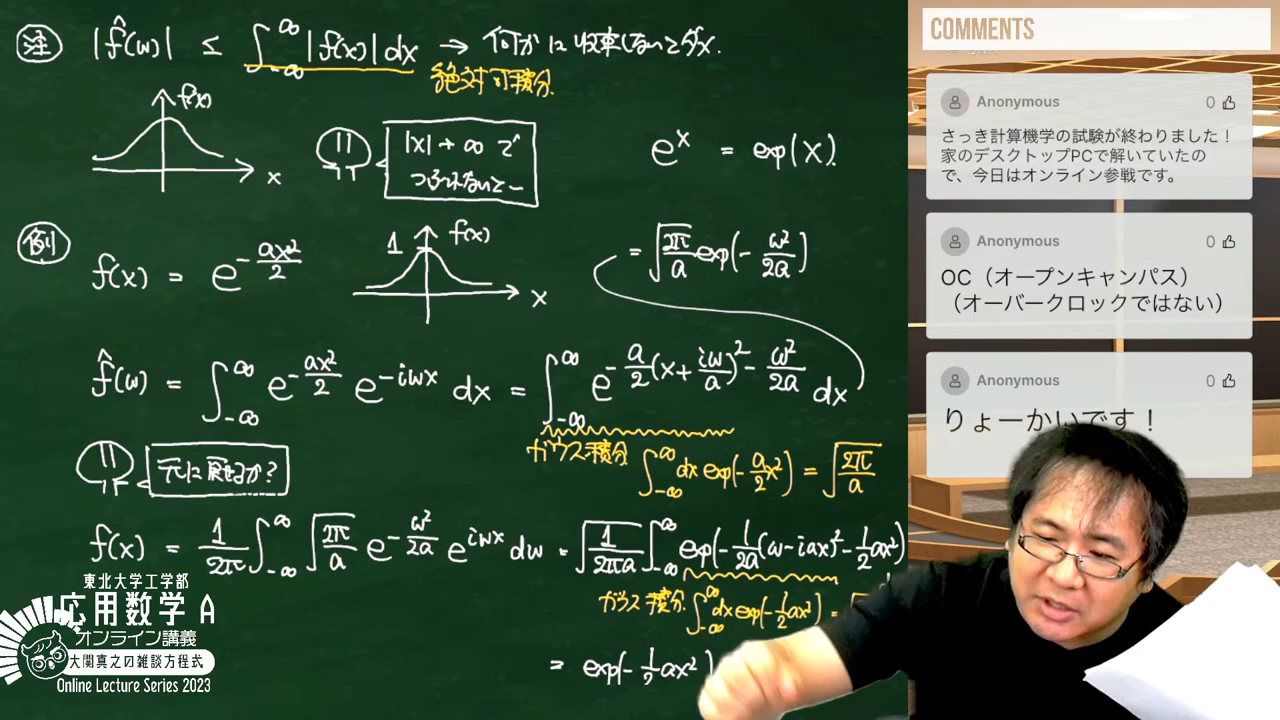 注 |f̂(ω)| ≤ ∫_{-∞}^{∞} |f(x)| dx → 何かに収束しないとダメ.
絶対可積分
f(x)
x
|x|→∞で
つぶれないとー
e^x = exp(x).
例 f(x) = e^{-ax²/2}
1 f(x)
x
= √(2π/a) exp(-ω²/2a)
f̂(ω) = ∫_{-∞}^{∞} e^{-ax²/2} e^{-iωx} dx = ∫_{-∞}^{∞} e^{-a/2(x+iω/a)² - ω²/2a} dx
ガウス積分 ∫_{-∞}^{∞} dx exp(-a/2 x²) = √(2π/a)
元に戻せるか?
f(x) = 1/2π ∫_{-∞}^{∞} √(2π/a) e^{-ω²/2a} e^{iωx} dω = √(1/2πa) ∫_{-∞}^{∞} exp(-1/2a (ω-iax)² - 1/2 ax²)
ガウス積分 ∫_{-∞}^{∞} dx exp(-1/2 ax²) =
= exp(-1/2 ax²)
東北大学工学部
応用数学 A
オンライン講義
大関真之の雑談方程式
Online Lecture Series 2023
COMMENTS
Anonymous 0
さっき計算機学の試験が終わりました！
家のデスクトップPCで解いていたの
で、今日はオンライン参戦です。
Anonymous 0
OC（オープンキャンパス）
（オーバークロックではない）
Anonymous 0
りょーかいです！